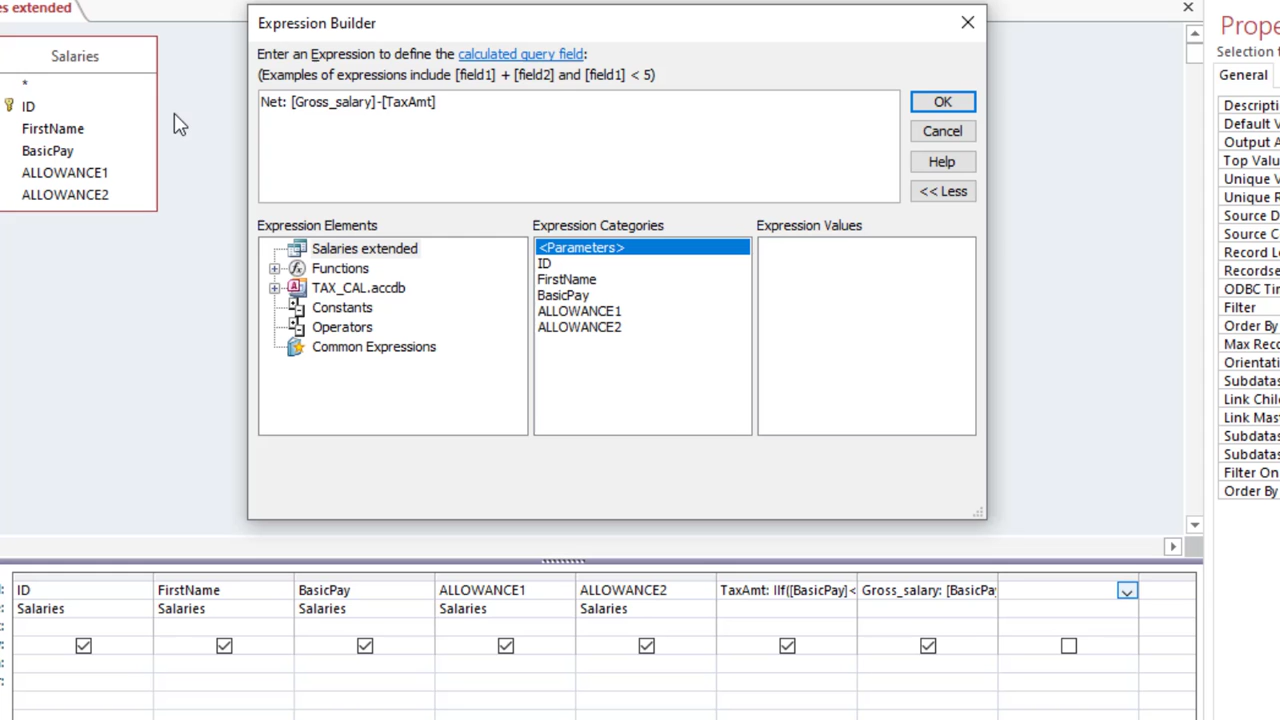 es extended
Salaries
*
ID
FirstName
BasicPay
ALLOWANCE1
ALLOWANCE2
Expression Builder
Enter an Expression to define the calculated query field:
(Examples of expressions include [field1] + [field2] and [field1] < 5)
Net: [Gross_salary]-[TaxAmt]
OK
Cancel
Help
<< Less
Expression Elements
Salaries extended
Functions
TAX_CAL.accdb
Constants
Operators
Common Expressions
Expression Categories
<Parameters>
ID
FirstName
BasicPay
ALLOWANCE1
ALLOWANCE2
Expression Values
Prope
Selection t
General
Descripti
Default V
Output A
Top Valu
Unique V
Unique R
Source D
Source C
Record L
Recordse
ODBC Tin
Filter
Order By
Max Reco
Orientati
Subdatas
Link Chil
Link Mas
Subdatas
Subdatas
Filter On
Order By
ID FirstName BasicPay ALLOWANCE1 ALLOWANCE2 TaxAmt: IIf([BasicPay]< Gross_salary: [BasicPay
Salaries Salaries Salaries Salaries Salaries